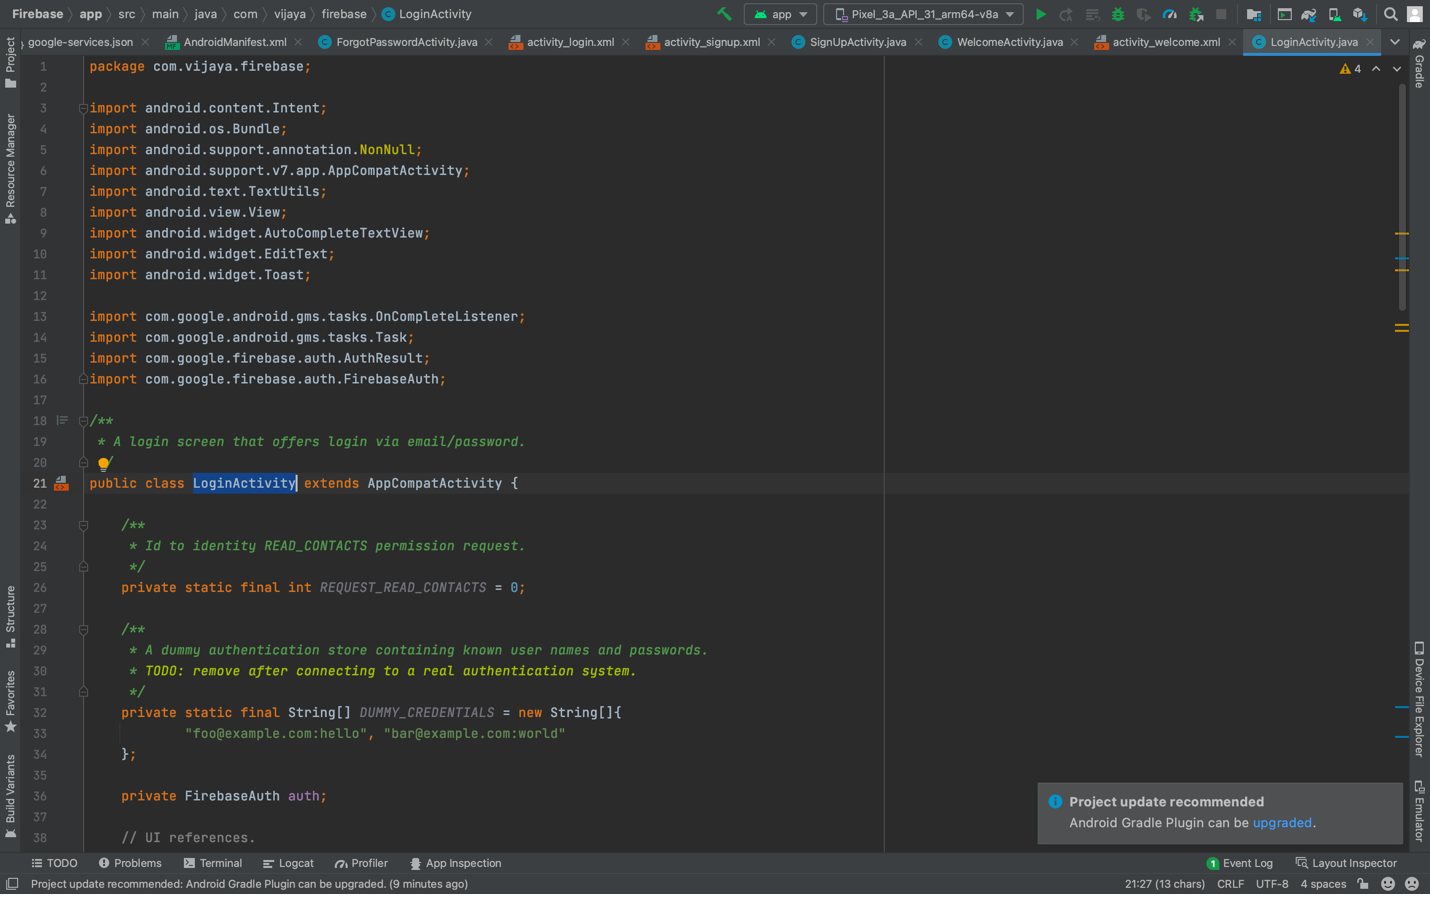 Firebase app src main java com vijaya firebase LoginActivity
app Pixel_3a_API_31_arm64-v8a
google-services.json AndroidManifest.xml ForgotPasswordActivity.java activity_login.xml activity_signup.xml SignUpActivity.java WelcomeActivity.java activity_welcome.xml LoginActivity.java
Project
Resource Manager
Structure
Favorites
Build Variants
Gradle
Device File Explorer
Emulator
4
1 package com.vijaya.firebase;
2
3 import android.content.Intent;
4 import android.os.Bundle;
5 import android.support.annotation.NonNull;
6 import android.support.v7.app.AppCompatActivity;
7 import android.text.TextUtils;
8 import android.view.View;
9 import android.widget.AutoCompleteTextView;
10 import android.widget.EditText;
11 import android.widget.Toast;
12
13 import com.google.android.gms.tasks.OnCompleteListener;
14 import com.google.android.gms.tasks.Task;
15 import com.google.firebase.auth.AuthResult;
16 import com.google.firebase.auth.FirebaseAuth;
17
18 /**
19 * A login screen that offers login via email/password.
20 /
21 public class LoginActivity extends AppCompatActivity {
22
23 /**
24 * Id to identity READ_CONTACTS permission request.
25 */
26 private static final int REQUEST_READ_CONTACTS = 0;
27
28 /**
29 * A dummy authentication store containing known user names and passwords.
30 * TODO: remove after connecting to a real authentication system.
31 */
32 private static final String[] DUMMY_CREDENTIALS = new String[]{
33 "foo@example.com:hello", "bar@example.com:world"
34 };
35
36 private FirebaseAuth auth;
37
38 // UI references.
Project update recommended
Android Gradle Plugin can be upgraded.
TODO Problems Terminal Logcat Profiler App Inspection 1 Event Log Layout Inspector
Project update recommended: Android Gradle Plugin can be upgraded. (9 minutes ago) 21:27 (13 chars) CRLF UTF-8 4 spaces